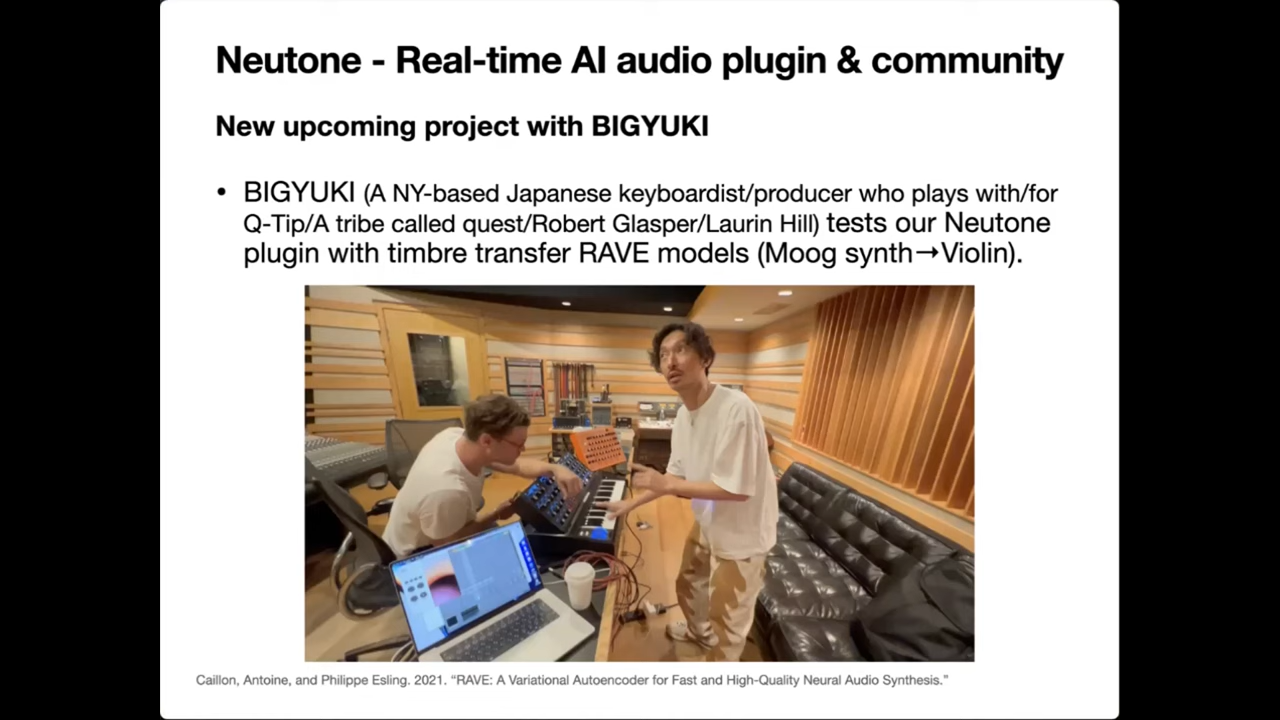 Neutone - Real-time AI audio plugin & community
New upcoming project with BIGYUKI
• BIGYUKI (A NY-based Japanese keyboardist/producer who plays with/for
Q-Tip/A tribe called quest/Robert Glasper/Laurin Hill) tests our Neutone
plugin with timbre transfer RAVE models (Moog synth→Violin).
Caillon, Antoine, and Philippe Esling. 2021. “RAVE: A Variational Autoencoder for Fast and High-Quality Neural Audio Synthesis.”